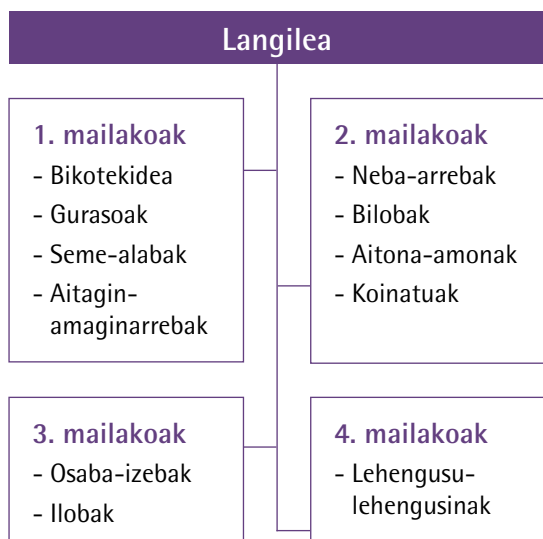 Langilea
1. mailakoak
- Bikotekidea
- Gurasoak
- Seme-alabak
- Aitagin-
amaginarrebak
2. mailakoak
- Neba-arrebak
- Bilobak
- Aitona-amonak
- Koinatuak
3. mailakoak
- Osaba-izebak
- Ilobak
4. mailakoak
- Lehengusu-
lehengusinak